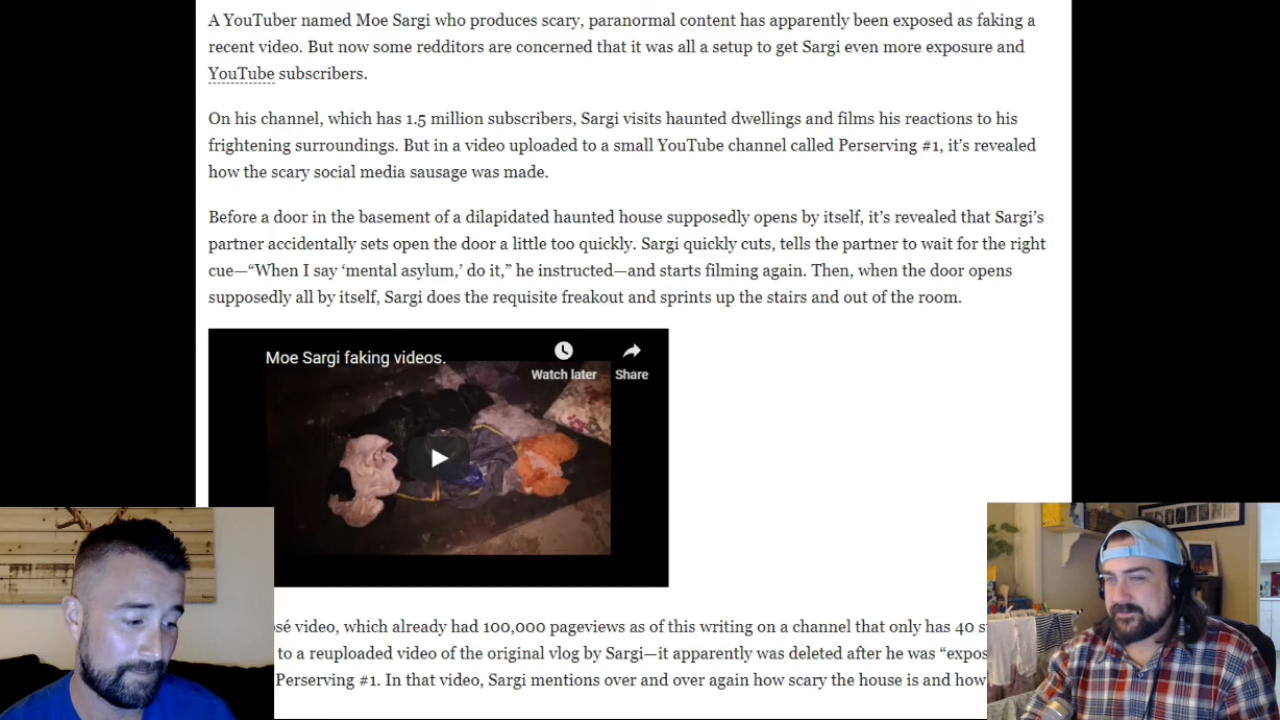 A YouTuber named Moe Sargi who produces scary, paranormal content has apparently been exposed as faking a
recent video. But now some redditors are concerned that it was all a setup to get Sargi even more exposure and
YouTube subscribers.
On his channel, which has 1.5 million subscribers, Sargi visits haunted dwellings and films his reactions to his
frightening surroundings. But in a video uploaded to a small YouTube channel called Perserving #1, it’s revealed
how the scary social media sausage was made.
Before a door in the basement of a dilapidated haunted house supposedly opens by itself, it’s revealed that Sargi’s
partner accidentally sets open the door a little too quickly. Sargi quickly cuts, tells the partner to wait for the right
cue—“When I say ‘mental asylum,’ do it,” he instructed—and starts filming again. Then, when the door opens
supposedly all by itself, Sargi does the requisite freakout and sprints up the stairs and out of the room.
Moe Sargi faking videos.
Watch later
Share
video, which already had 100,000 pageviews as of this writing on a channel that only has 40
to a reuploaded video of the original vlog by Sargi—it apparently was deleted after he was “expos
Perserving #1. In that video, Sargi mentions over and over again how scary the house is and how